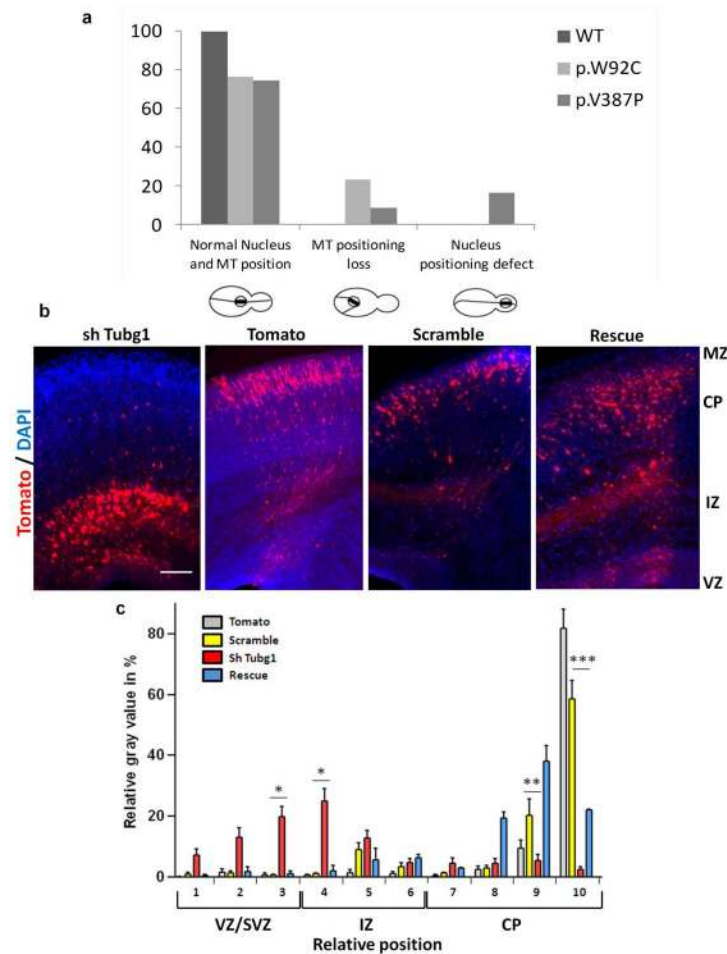 a
100
80
60
40
20
0
WT
p.W92C
p.V387P
Normal Nucleus and MT position
MT positioning loss
Nucleus positioning defect
b
sh Tubg1 Tomato Scramble Rescue
Tomato / DAPI
MZ
CP
IZ
VZ
c
Relative gray value in %
80
60
40
20
0
Tomato
Scramble
Sh Tubg1
Rescue
* * ** ***
1 2 3 4 5 6 7 8 9 10
VZ/SVZ IZ CP
Relative position